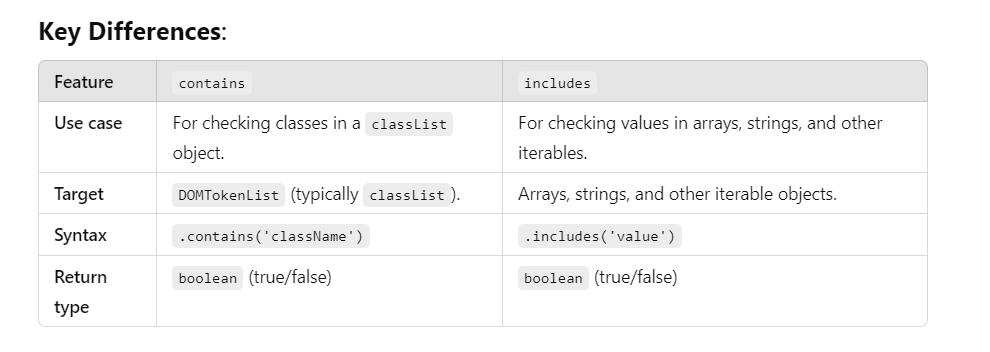 Key Differences:
Feature contains includes
Use case For checking classes in a classList For checking values in arrays, strings, and other
object. iterables.
Target DOMTokenList (typically classList). Arrays, strings, and other iterable objects.
Syntax .contains('className') .includes('value')
Return boolean (true/false) boolean (true/false)
type